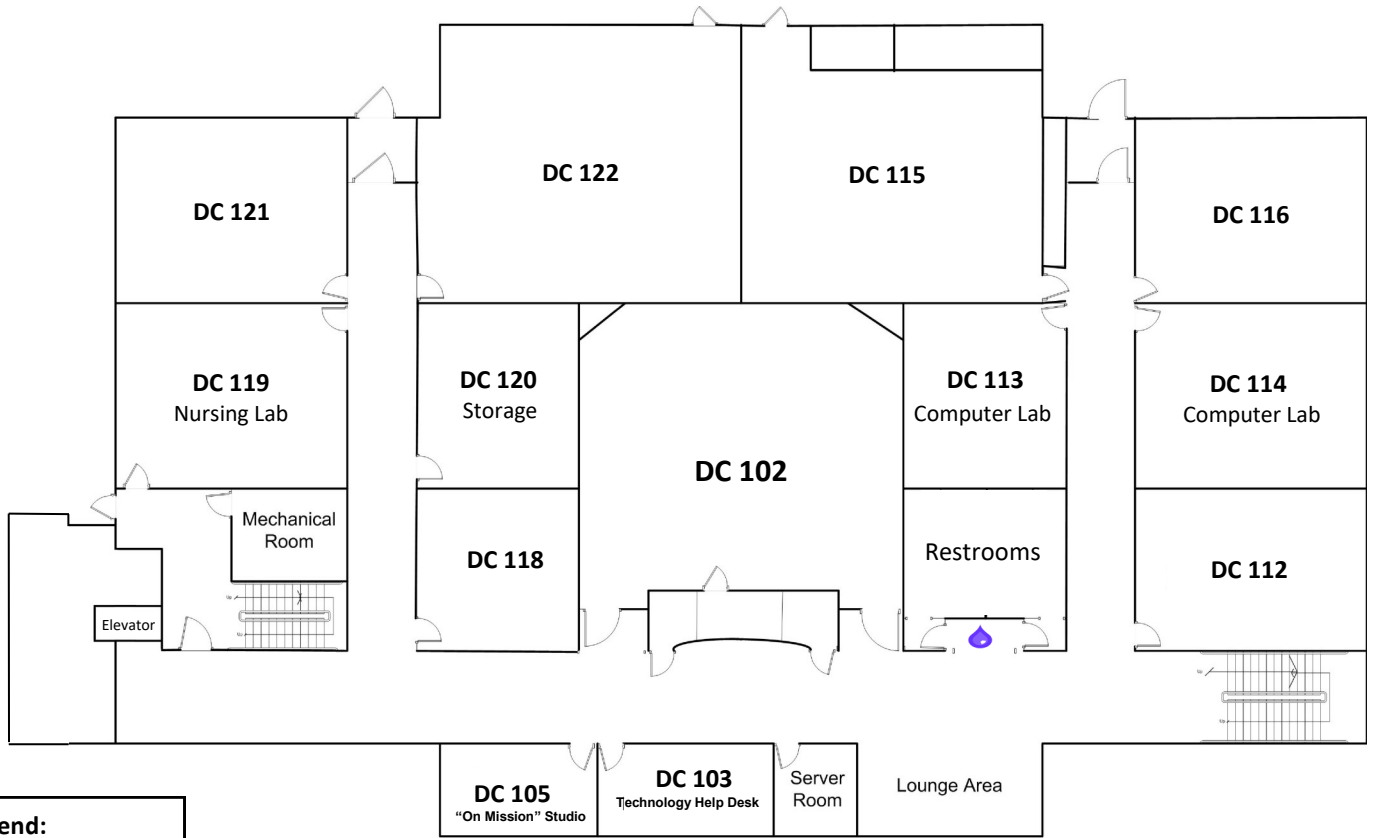 DC 122
DC 115
DC 121
DC 116
DC 119
Nursing Lab
DC 120
Storage
DC 113
Computer Lab
DC 114
Computer Lab
DC 102
Mechanical
Room
DC 118
Restrooms
DC 112
Elevator
DC 105
"On Mission" Studio
DC 103
Technology Help Desk
Server
Room
Lounge Area
end: